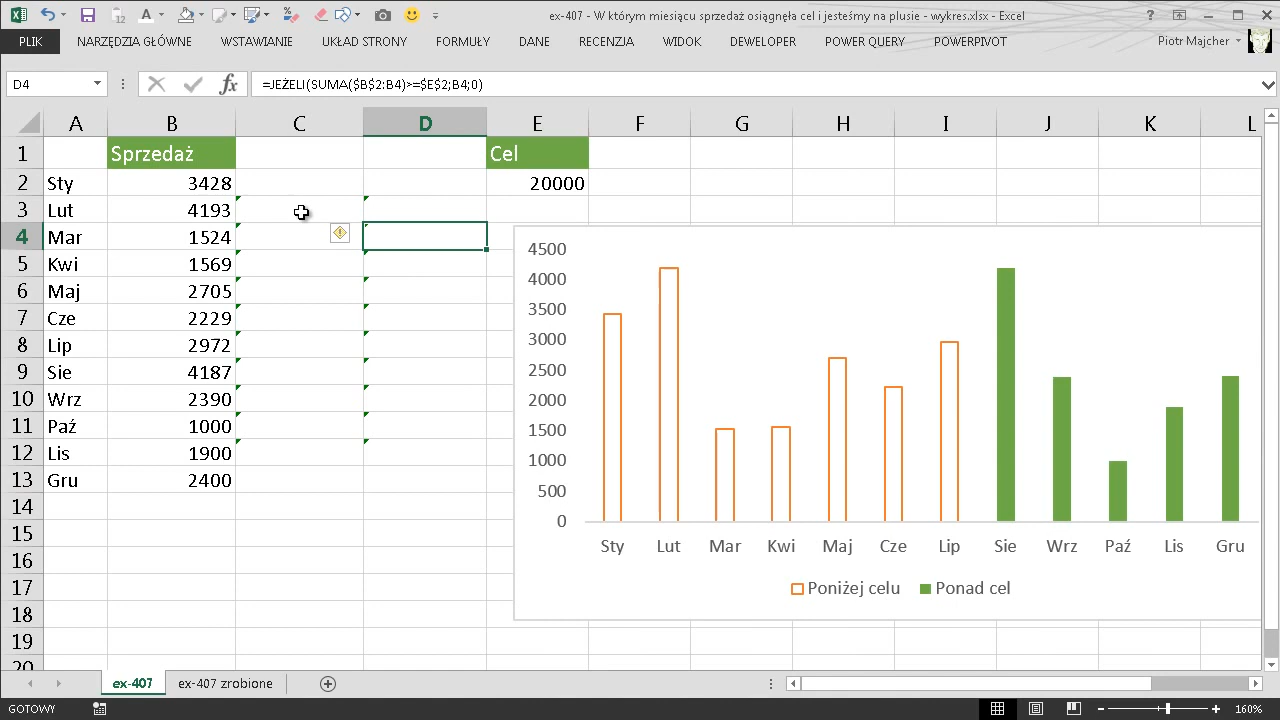 ex-407 - W którym miesiącu sprzedaż osiągnęła cel i jesteśmy na plusie - wykres.xlsx - Excel
PLIK NARZĘDZIA GŁÓWNE WSTAWIANIE UKŁAD STRONY FORMUŁY DANE RECENZJA WIDOK DEWELOPER POWER QUERY POWERPIVOT Piotr Majcher
D4 fx =JEŻELI(SUMA($B$2:B4)>=$E$2;B4;0)
A B C D E F G H I J K L
1 Sprzedaż Cel
2 Sty 3428 20000
3 Lut 4193
4 Mar 1524
5 Kwi 1569
6 Maj 2705
7 Cze 2229
8 Lip 2972
9 Sie 4187
10 Wrz 2390
11 Paź 1000
12 Lis 1900
13 Gru 2400
14
15
16
17
18
19
20
4500
4000
3500
3000
2500
2000
1500
1000
500
0
Sty Lut Mar Kwi Maj Cze Lip Sie Wrz Paź Lis Gru
Poniżej celu Ponad cel
ex-407 ex-407 zrobione
GOTOWY 160%